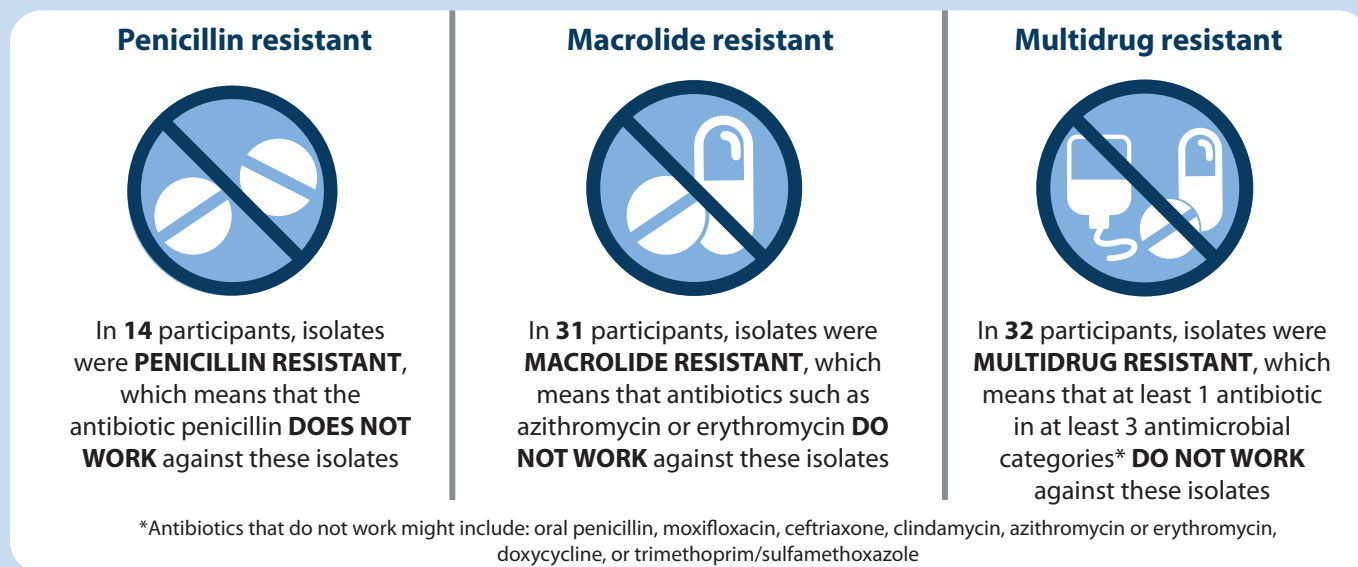 Penicillin resistant
In 14 participants, isolates
were PENICILLIN RESISTANT,
which means that the
antibiotic penicillin DOES NOT
WORK against these isolates
Macrolide resistant
In 31 participants, isolates were
MACROLIDE RESISTANT, which
means that antibiotics such as
azithromycin or erythromycin DO
NOT WORK against these isolates
Multidrug resistant
In 32 participants, isolates were
MULTIDRUG RESISTANT, which
means that at least 1 antibiotic
in at least 3 antimicrobial
categories* DO NOT WORK
against these isolates
*Antibiotics that do not work might include: oral penicillin, moxifloxacin, ceftriaxone, clindamycin, azithromycin or erythromycin,
doxycycline, or trimethoprim/sulfamethoxazole